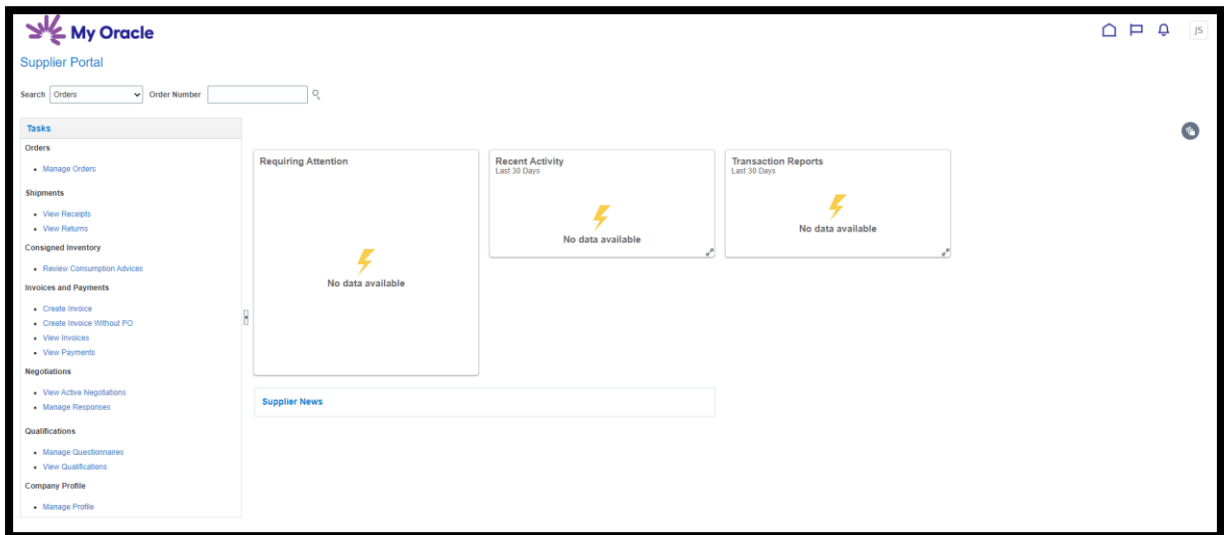 My Oracle
JS
Supplier Portal
Search Orders Order Number
Tasks
Orders
Manage Orders
Shipments
View Receipts
View Returns
Consigned Inventory
Review Consumption Advices
Invoices and Payments
Create Invoice
Create Invoice Without PO
View Invoices
View Payments
Negotiations
View Active Negotiations
Manage Responses
Qualifications
Manage Questionnaires
View Qualifications
Company Profile
Manage Profile
Requiring Attention
No data available
Recent Activity
Last 30 Days
No data available
Transaction Reports
Last 30 Days
No data available
Supplier News